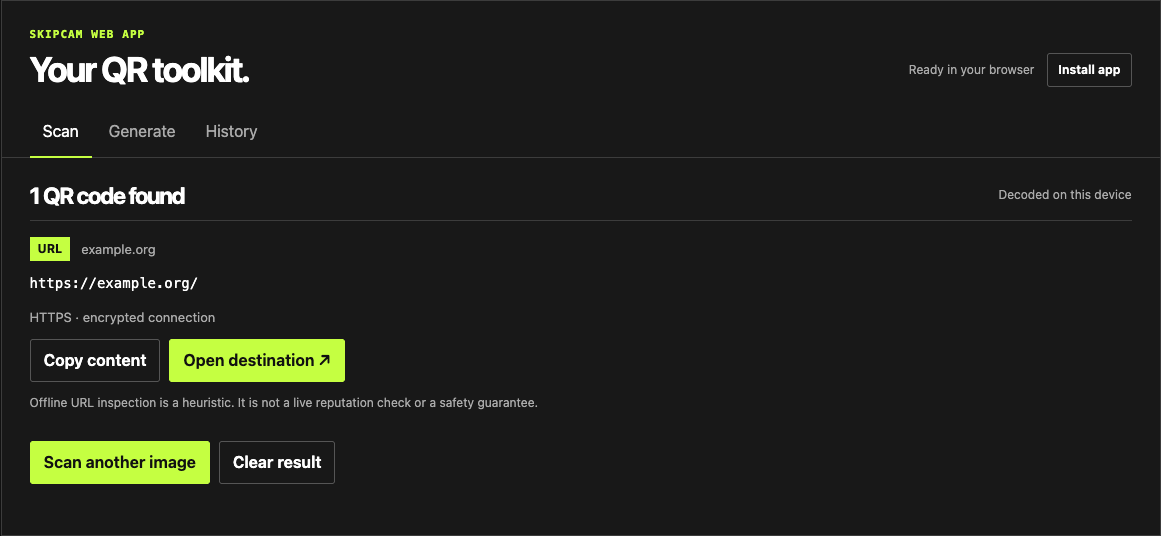 SKIPCAM WEB APP
Your QR toolkit.
Ready in your browser
Install app
Scan
Generate
History
1 QR code found
Decoded on this device
URL
example.org
https://example.org/
HTTPS · encrypted connection
Copy content
Open destination ↗
Offline URL inspection is a heuristic. It is not a live reputation check or a safety guarantee.
Scan another image
Clear result